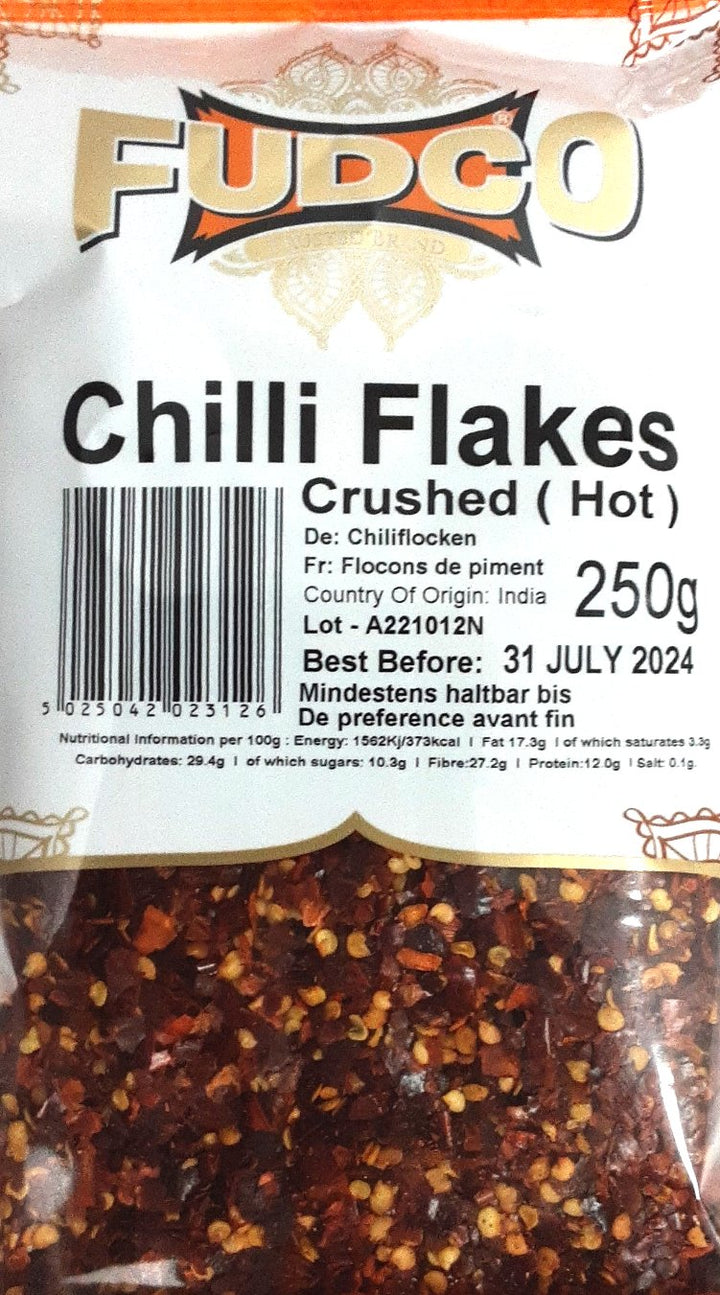 FUDCO®
TRUSTED BRAND
Chilli Flakes
Crushed ( Hot )
De: Chiliflocken
Fr: Flocons de piment
Country Of Origin: India
250g
Lot - A221012N
Best Before: 31 JULY 2024
Mindestens haltbar bis
De preference avant fin
5 025042 023126
Nutritional Information per 100g : Energy: 1562Kj/373kcal I Fat 17.3g I of which saturates 3.3g
Carbohydrates: 29.4g I of which sugars: 10.3g I Fibre:27.2g I Protein:12.0g I Salt: 0.1g.